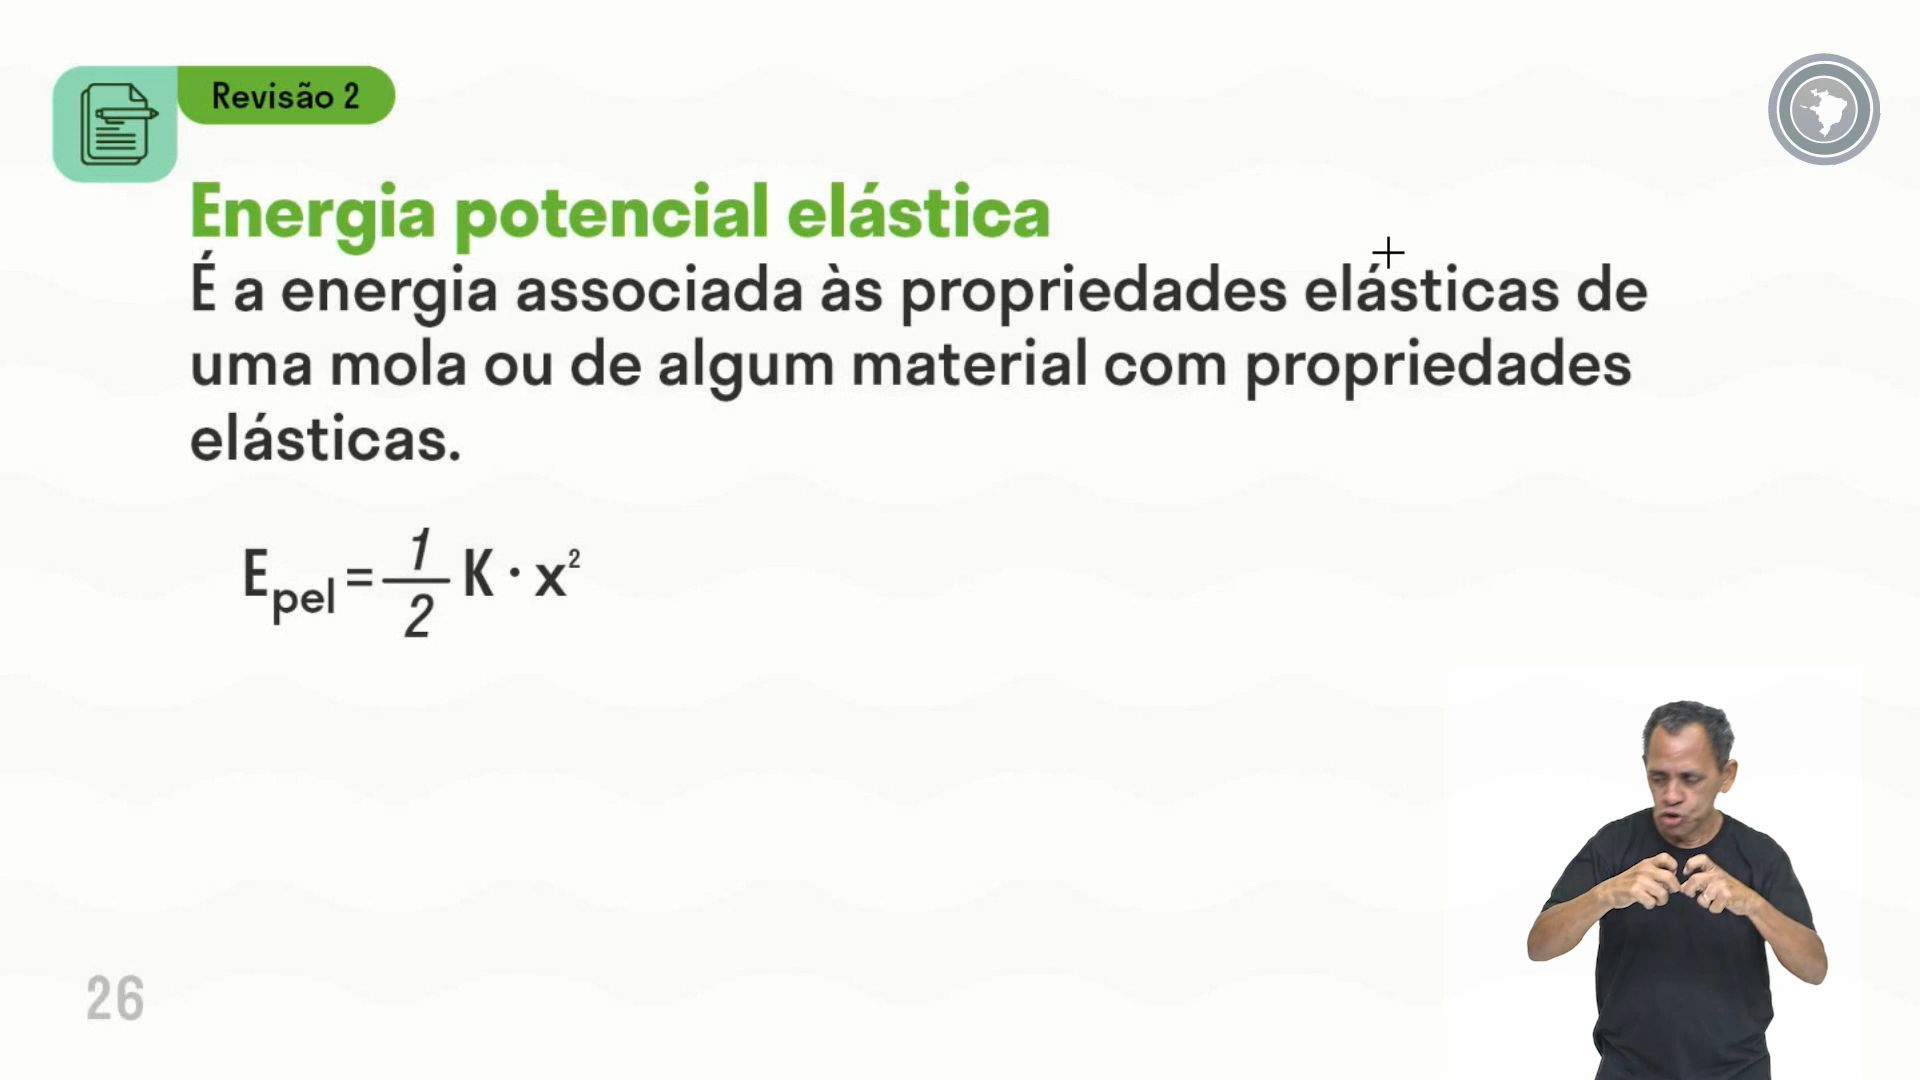 Revisão 2
Energia potencial elástica
É a energia associada às propriedades elásticas de
uma mola ou de algum material com propriedades
elásticas.
E_pel = 1/2 K · x²
26